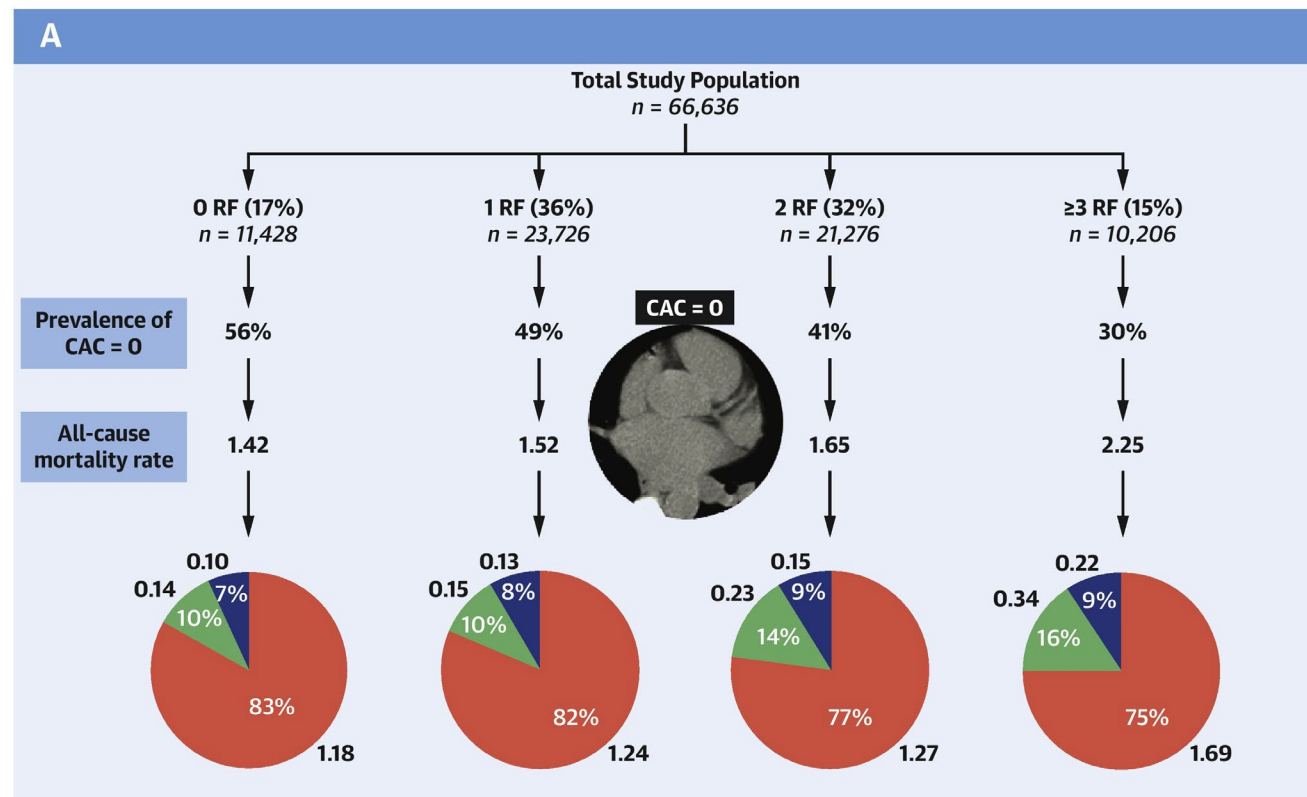 A
Total Study Population
n = 66,636
0 RF (17%)
n = 11,428
1 RF (36%)
n = 23,726
2 RF (32%)
n = 21,276
≥3 RF (15%)
n = 10,206
CAC = 0
Prevalence of
CAC = 0
56%
49%
41%
30%
All-cause
mortality rate
1.42
1.52
1.65
2.25
0.10
0.14
7%
10%
83%
1.18
0.13
0.15
8%
10%
82%
1.24
0.15
0.23
9%
14%
77%
1.27
0.22
0.34
9%
16%
75%
1.69